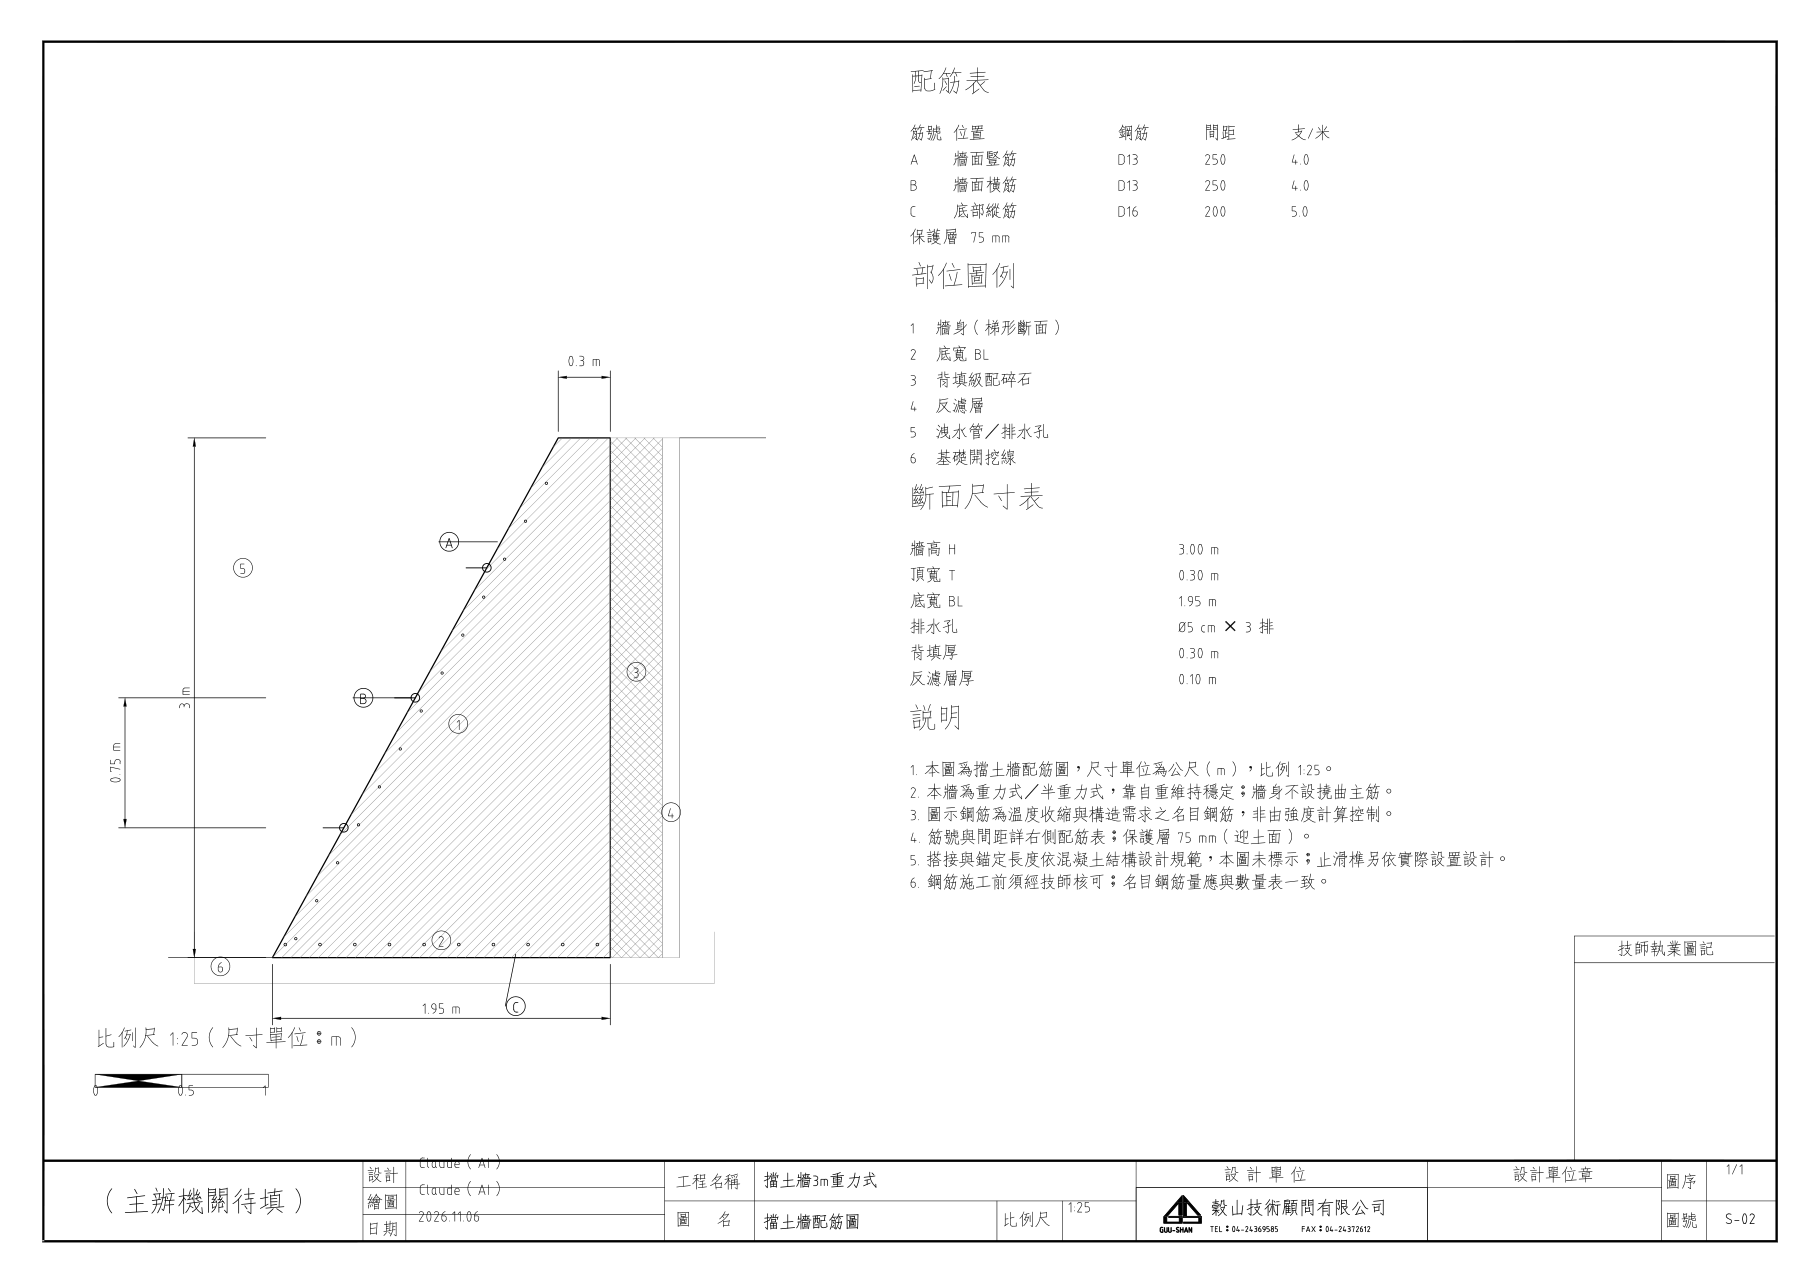 配筋表
筋號 位置 鋼筋 間距 支/米
A 牆面豎筋 D13 250 4.0
B 牆面橫筋 D13 250 4.0
C 底部縱筋 D16 200 5.0
保護層 75 mm
部位圖例
1 牆身（梯形斷面）
2 底寬 BL
3 背填級配碎石
4 反濾層
5 洩水管／排水孔
6 基礎開挖線
斷面尺寸表
牆高 H 3.00 m
頂寬 T 0.30 m
底寬 BL 1.95 m
排水孔 Ø5 cm × 3 排
背填厚 0.30 m
反濾層厚 0.10 m
説明
1. 本圖為擋土牆配筋圖，尺寸單位為公尺（m），比例 1:25。
2. 本牆為重力式／半重力式，靠自重維持穩定；牆身不設撓曲主筋。
3. 圖示鋼筋為溫度收縮與構造需求之名目鋼筋，非由強度計算控制。
4. 筋號與間距詳右側配筋表；保護層 75 mm（迎土面）。
5. 搭接與錨定長度依混凝土結構設計規範，本圖未標示；止滑榫另依實際設置設計。
6. 鋼筋施工前須經技師核可；名目鋼筋量應與數量表一致。
0.3 m
A
5
3
3 m
B
1
0.75 m
4
2
6
C
1.95 m
比例尺 1:25（尺寸單位：m）
0 0.5 1
技師執業圖記
（主辦機關待填）
設計 Claude（AI）
繪圖 Claude（AI）
日期 2026.11.06
工程名稱 擋土牆3m重力式
圖名 擋土牆配筋圖
比例尺 1:25
設計單位
GUU-SHAN
穀山技術顧問有限公司
TEL：04-24369585 FAX：04-24372612
設計單位章
圖序 1/1
圖號 S-02